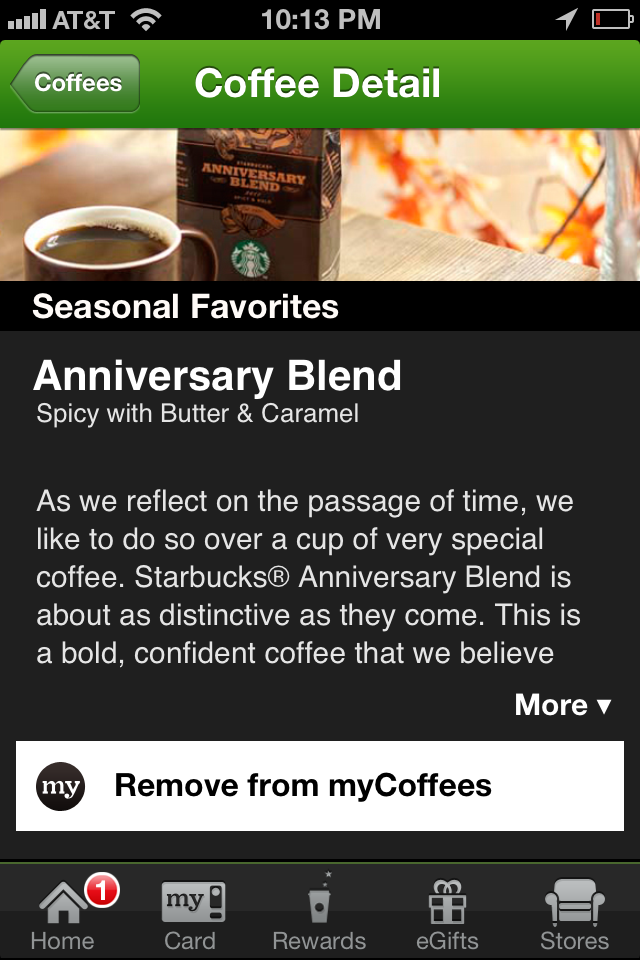 AT&T 10:13 PM
Coffees Coffee Detail
STARBUCKS
ANNIVERSARY
BLEND
SPICY & BOLD
Seasonal Favorites
Anniversary Blend
Spicy with Butter & Caramel
As we reflect on the passage of time, we
like to do so over a cup of very special
coffee. Starbucks® Anniversary Blend is
about as distinctive as they come. This is
a bold, confident coffee that we believe
More ▾
my Remove from myCoffees
1
my
Home Card Rewards eGifts Stores